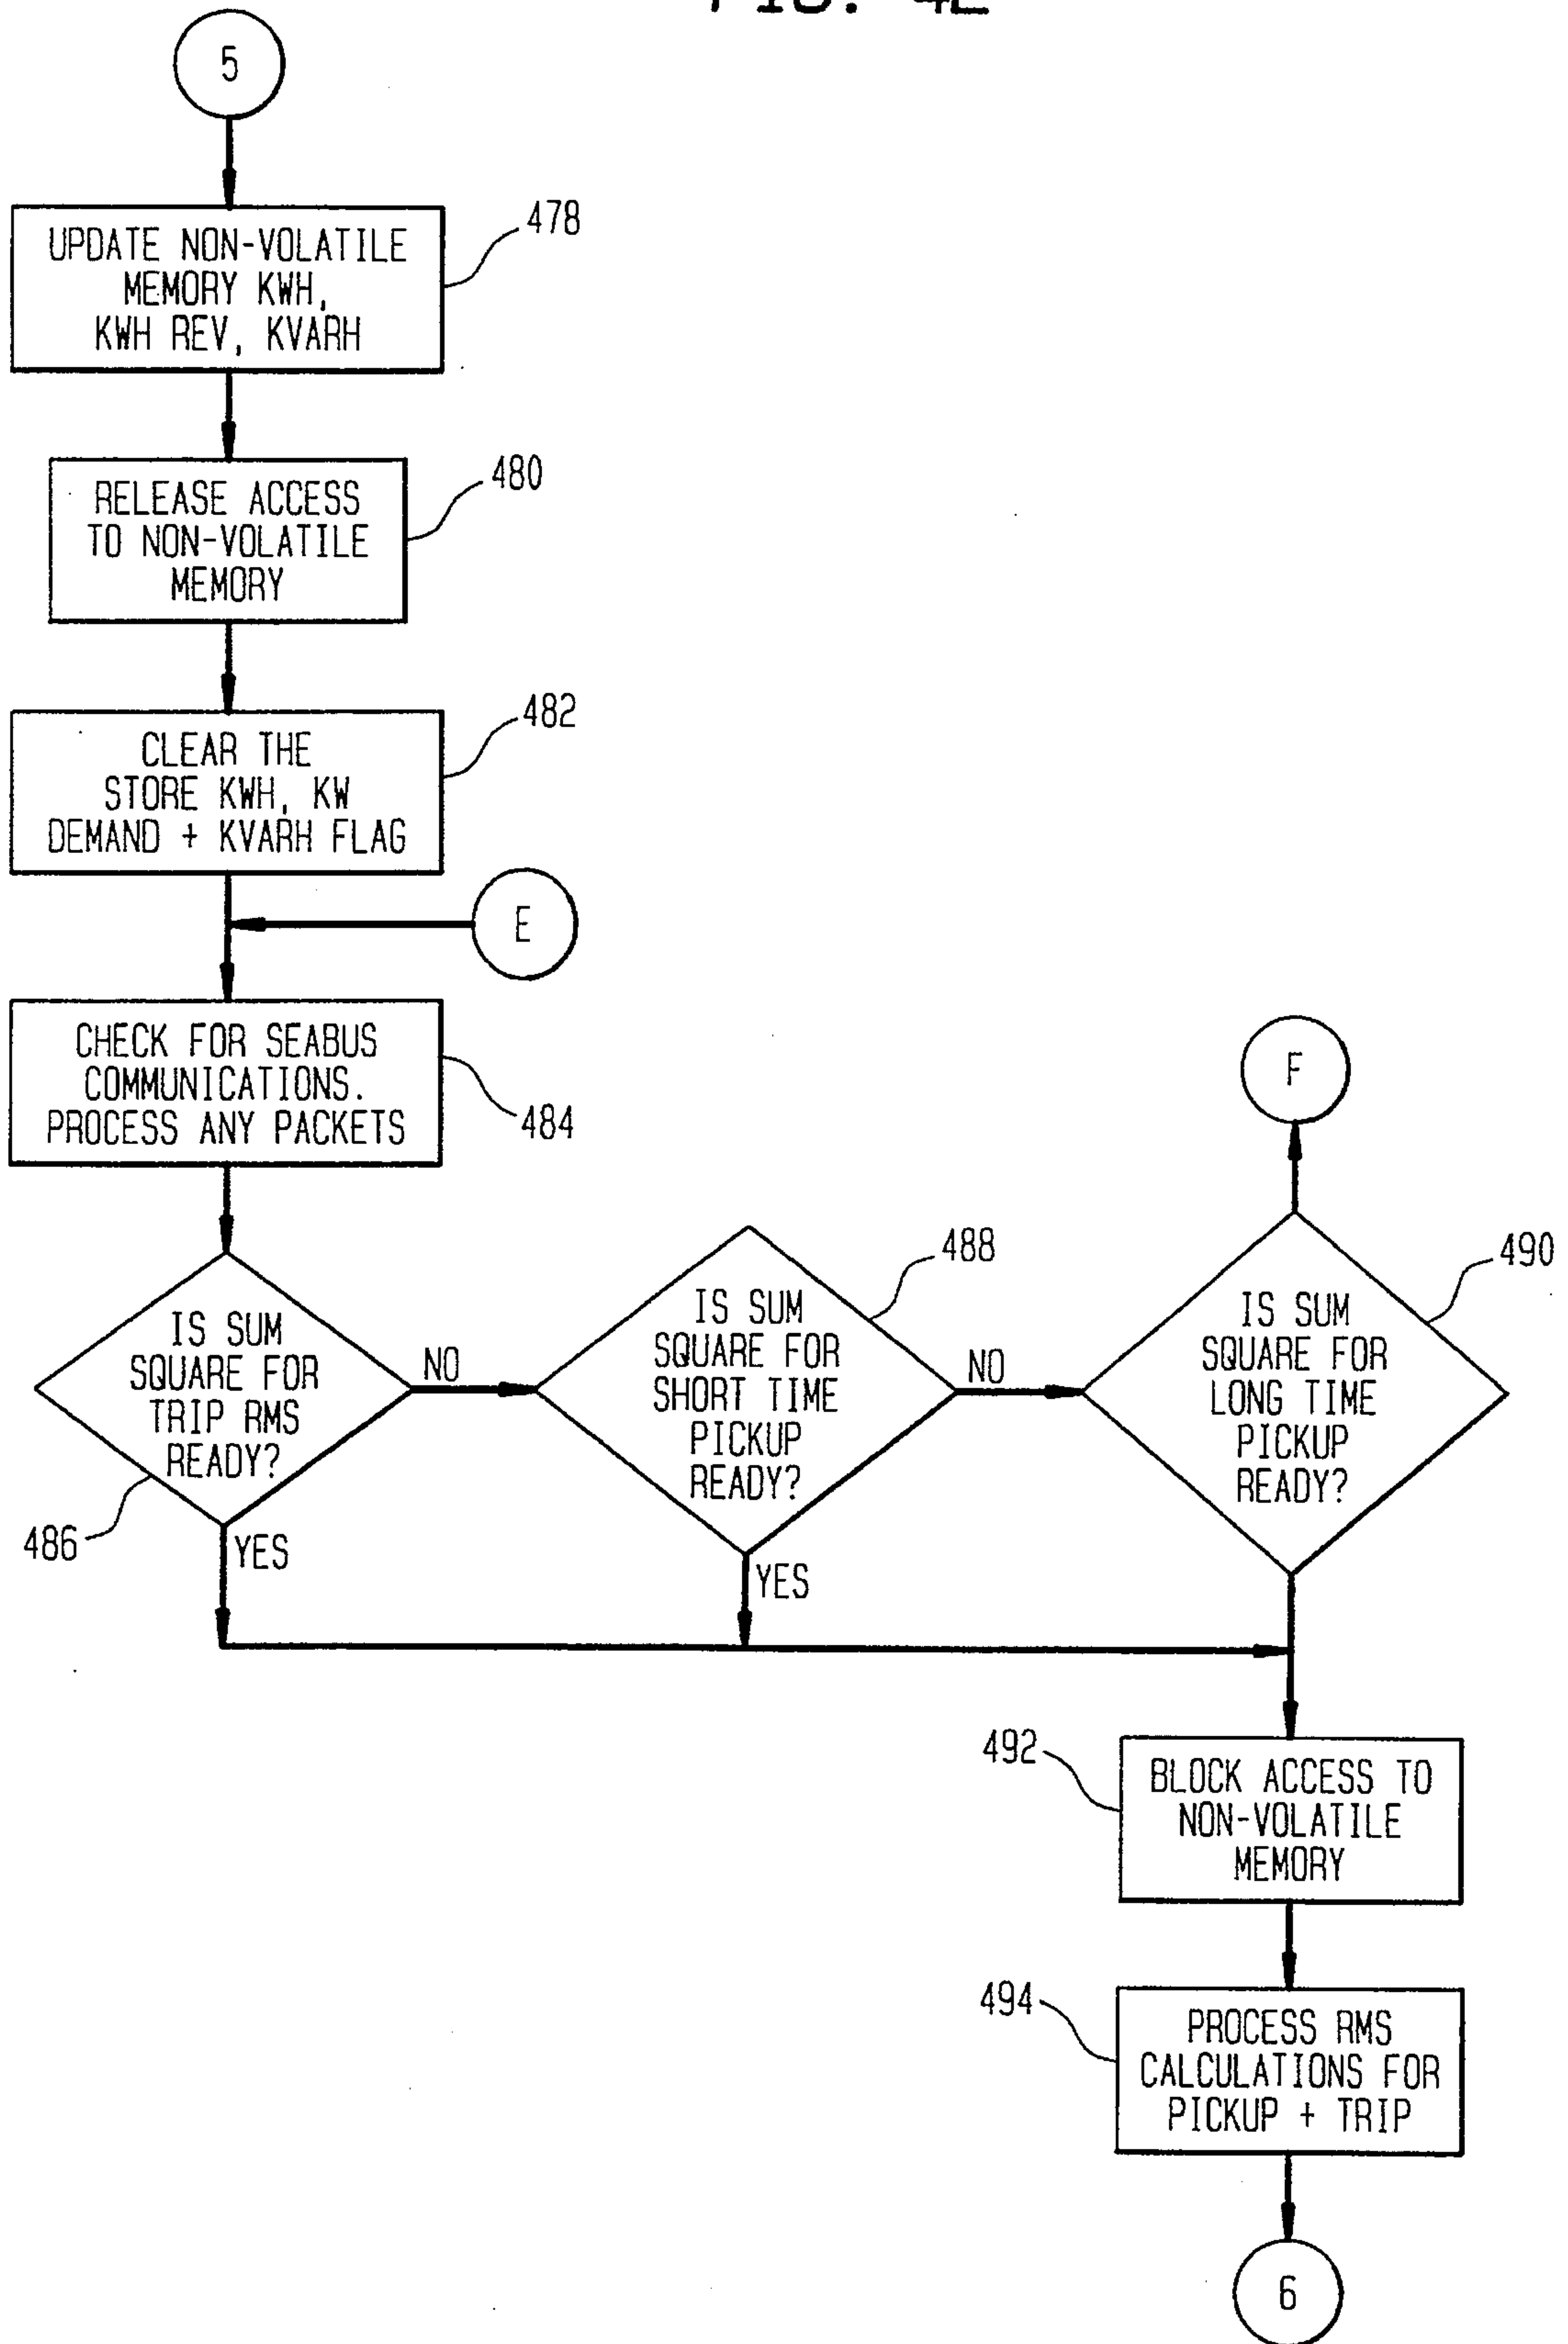 FIG. 4E
5
UPDATE NON-VOLATILE
MEMORY KWH,
KWH REV, KVARH
478
RELEASE ACCESS
TO NON-VOLATILE
MEMORY
480
CLEAR THE
STORE KWH, KW
DEMAND + KVARH FLAG
482
E
CHECK FOR SEABUS
COMMUNICATIONS.
PROCESS ANY PACKETS
484
F
IS SUM
SQUARE FOR
TRIP RMS
READY?
486
NO
YES
IS SUM
SQUARE FOR
SHORT TIME
PICKUP
READY?
488
NO
YES
IS SUM
SQUARE FOR
LONG TIME
PICKUP
READY?
490
492
BLOCK ACCESS TO
NON-VOLATILE
MEMORY
494
PROCESS RMS
CALCULATIONS FOR
PICKUP + TRIP
6